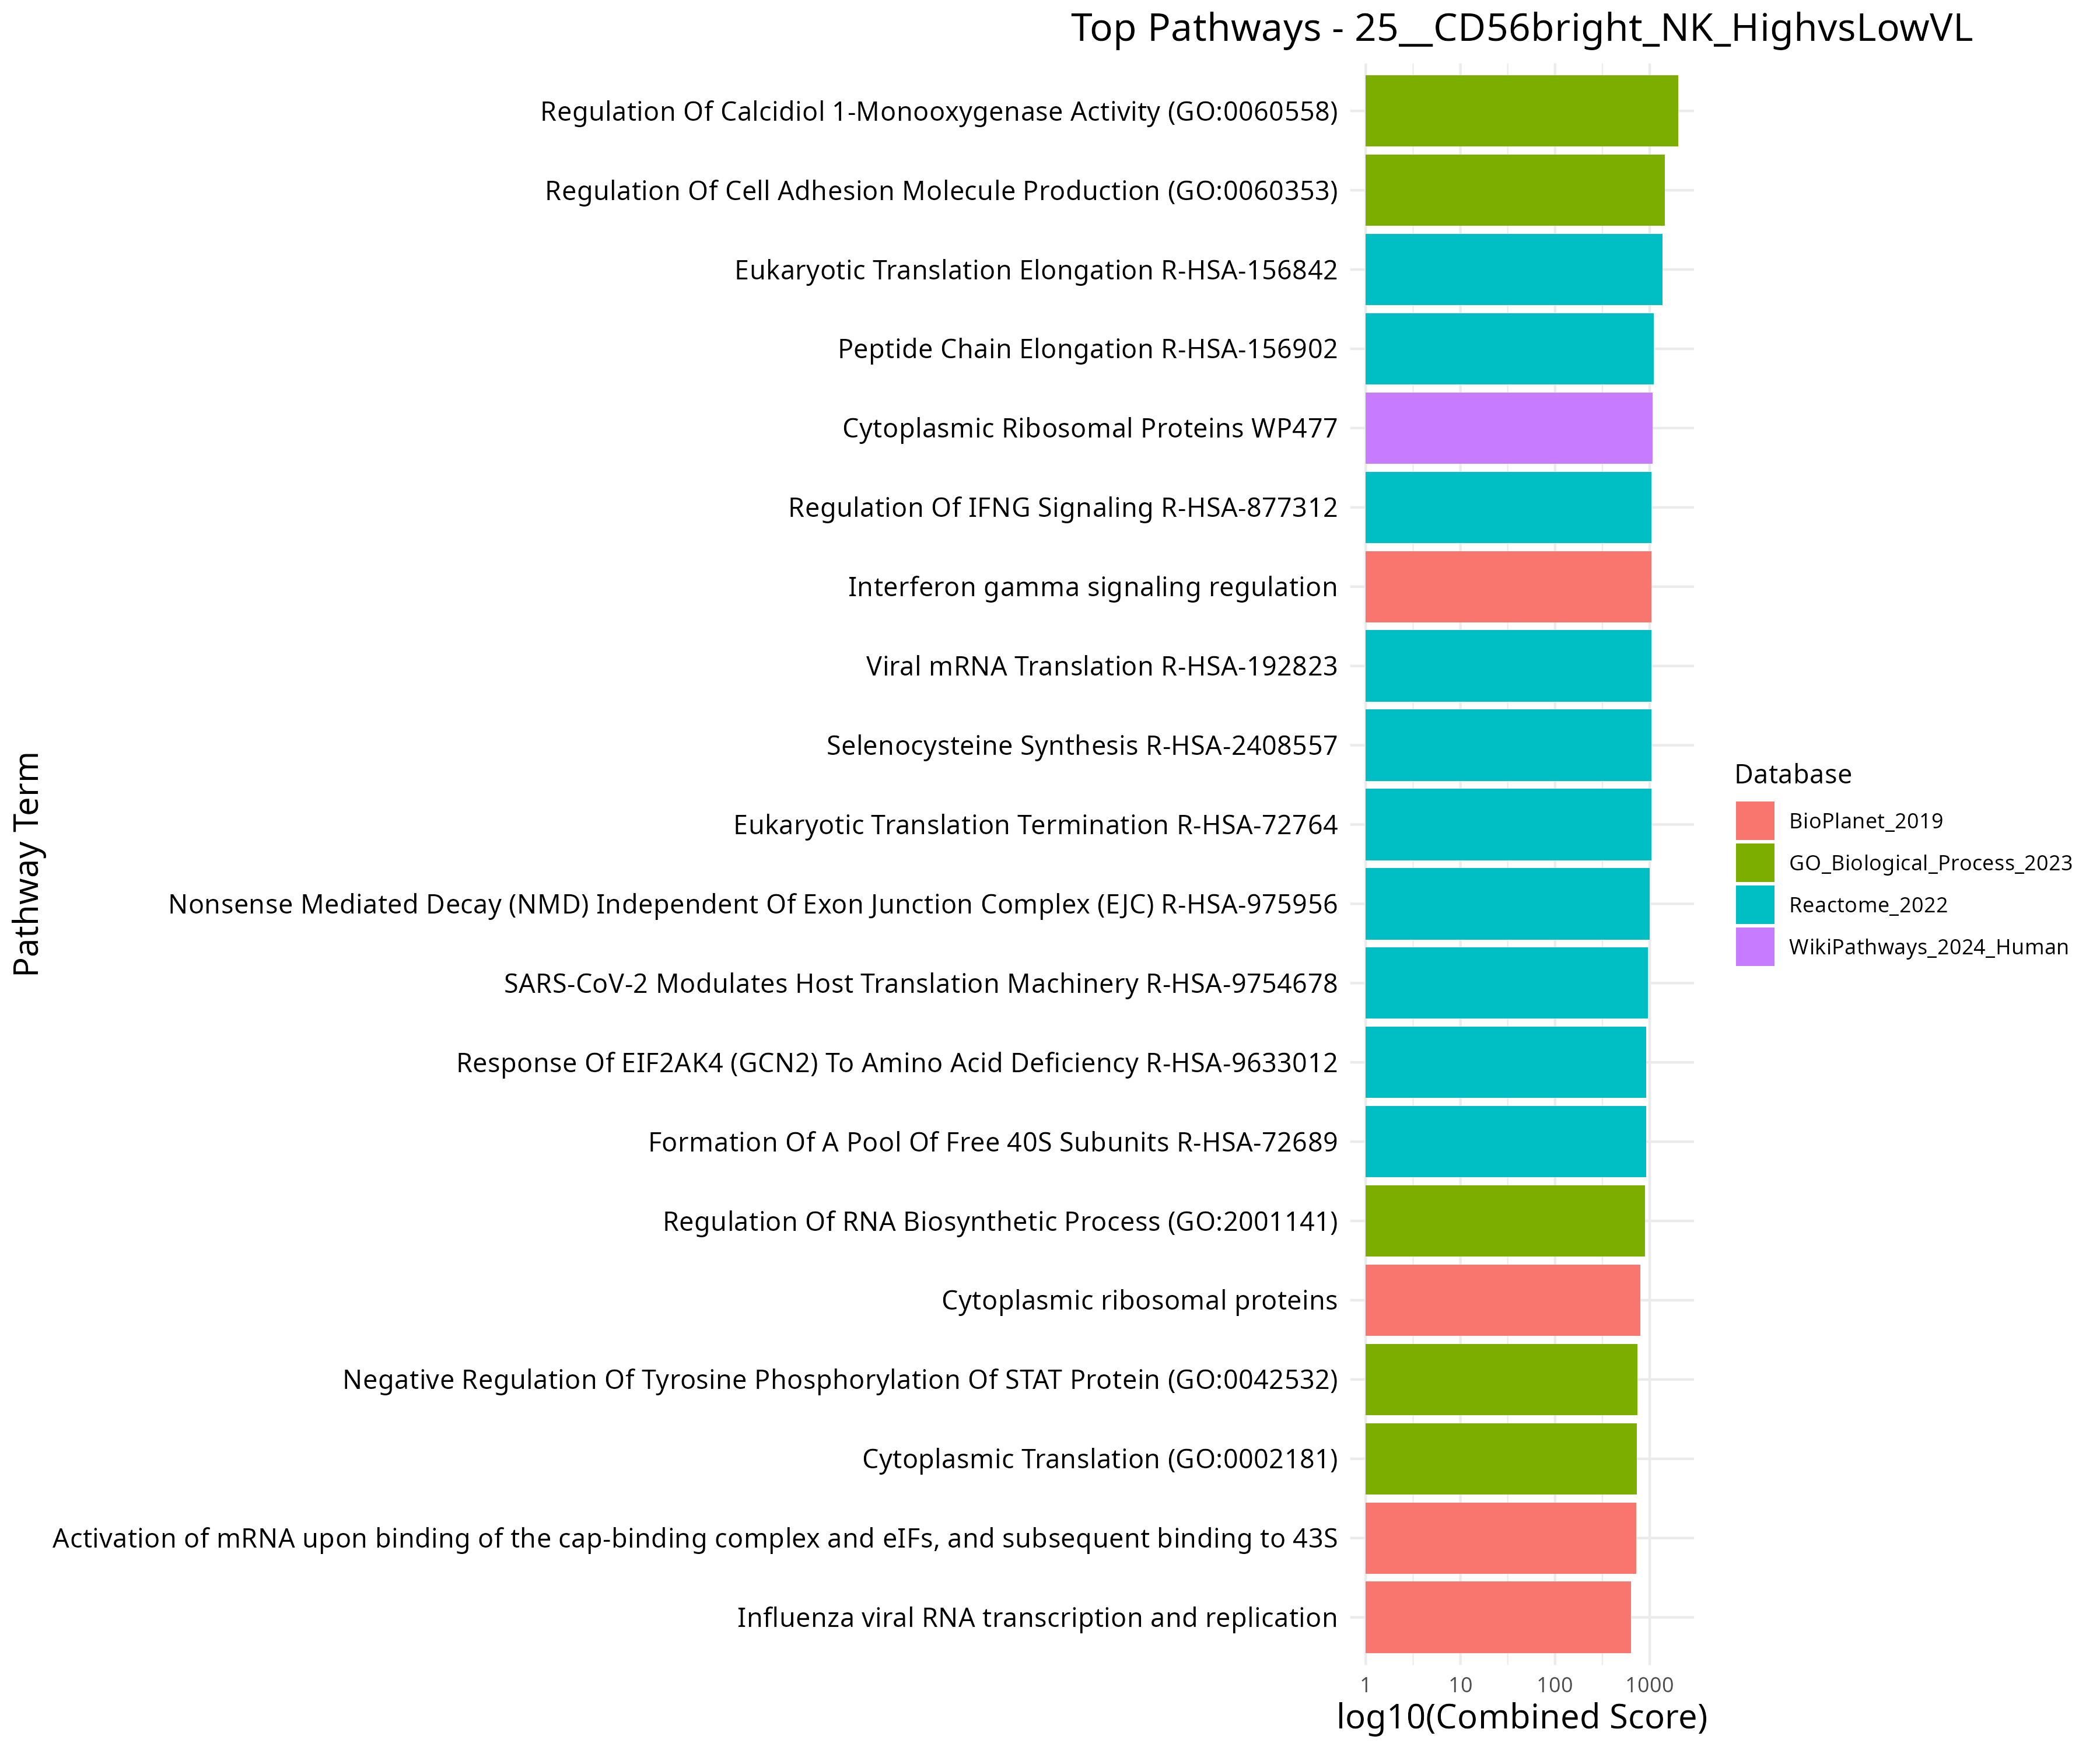 Top Pathways - 25__CD56bright_NK_HighvsLowVL
Pathway Term
Regulation Of Calcidiol 1-Monooxygenase Activity (GO:0060558)
Regulation Of Cell Adhesion Molecule Production (GO:0060353)
Eukaryotic Translation Elongation R-HSA-156842
Peptide Chain Elongation R-HSA-156902
Cytoplasmic Ribosomal Proteins WP477
Regulation Of IFNG Signaling R-HSA-877312
Interferon gamma signaling regulation
Viral mRNA Translation R-HSA-192823
Selenocysteine Synthesis R-HSA-2408557
Eukaryotic Translation Termination R-HSA-72764
Nonsense Mediated Decay (NMD) Independent Of Exon Junction Complex (EJC) R-HSA-975956
SARS-CoV-2 Modulates Host Translation Machinery R-HSA-9754678
Response Of EIF2AK4 (GCN2) To Amino Acid Deficiency R-HSA-9633012
Formation Of A Pool Of Free 40S Subunits R-HSA-72689
Regulation Of RNA Biosynthetic Process (GO:2001141)
Cytoplasmic ribosomal proteins
Negative Regulation Of Tyrosine Phosphorylation Of STAT Protein (GO:0042532)
Cytoplasmic Translation (GO:0002181)
Activation of mRNA upon binding of the cap-binding complex and eIFs, and subsequent binding to 43S
Influenza viral RNA transcription and replication
1 10 100 1000
log10(Combined Score)
Database
BioPlanet_2019
GO_Biological_Process_2023
Reactome_2022
WikiPathways_2024_Human